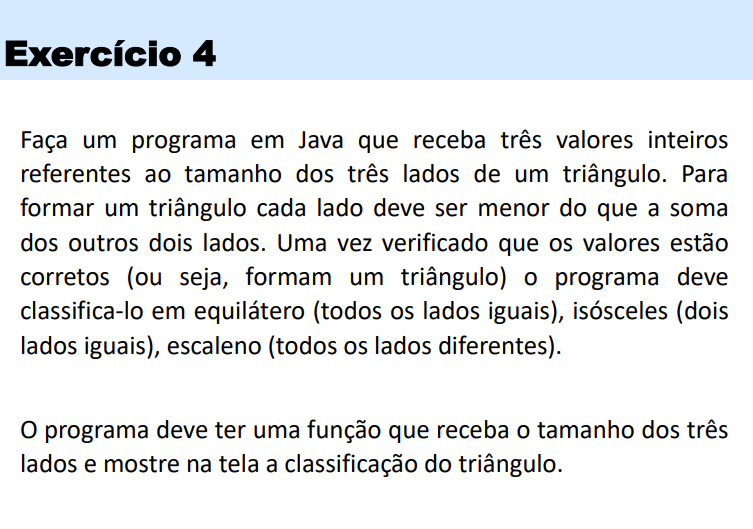 Exercício 4
Faça um programa em Java que receba três valores inteiros
referentes ao tamanho dos três lados de um triângulo. Para
formar um triângulo cada lado deve ser menor do que a soma
dos outros dois lados. Uma vez verificado que os valores estão
corretos (ou seja, formam um triângulo) o programa deve
classifica-lo em equilátero (todos os lados iguais), isósceles (dois
lados iguais), escaleno (todos os lados diferentes).
O programa deve ter uma função que receba o tamanho dos três
lados e mostre na tela a classificação do triângulo.